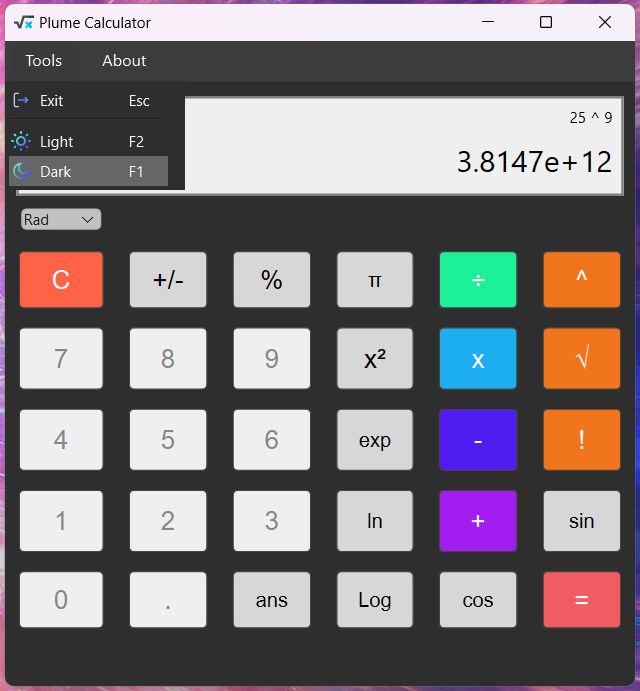 Plume Calculator
Tools About
Exit Esc
Light F2
Dark F1
25 ^ 9
3.8147e+12
Rad
C +/- % π ÷ ^
7 8 9 x² x √
4 5 6 exp - !
1 2 3 ln + sin
0 . ans Log cos =